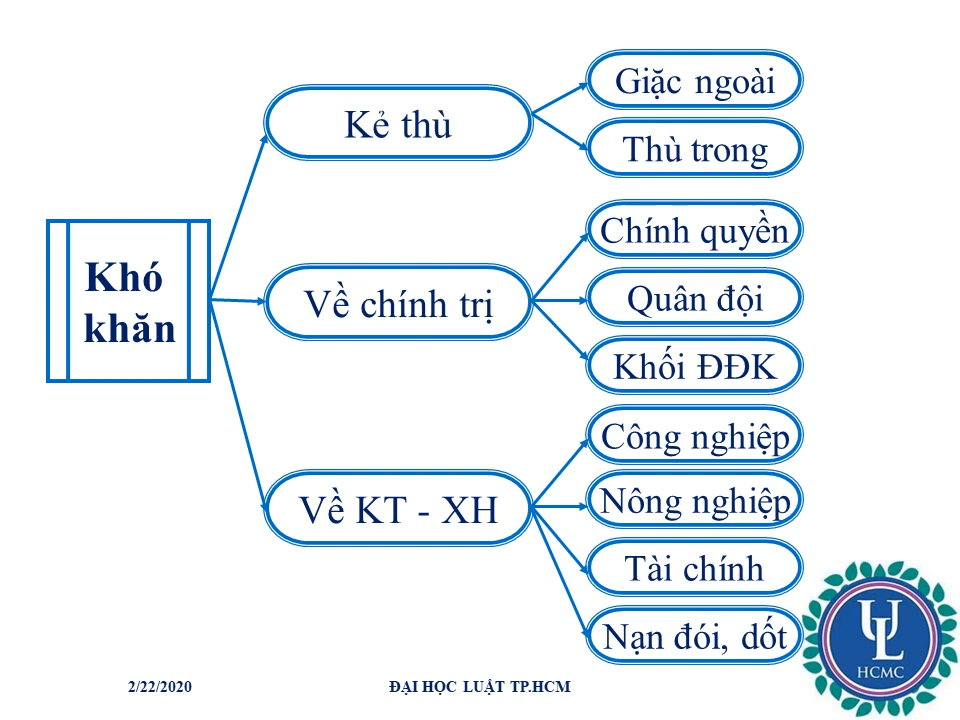 Khó
khăn
Kẻ thù
Giặc ngoài
Thù trong
Về chính trị
Chính quyền
Quân đội
Khối ĐĐK
Về KT - XH
Công nghiệp
Nông nghiệp
Tài chính
Nạn đói, dốt
UL
HCMC
2/22/2020
ĐẠI HỌC LUẬT TP.HCM